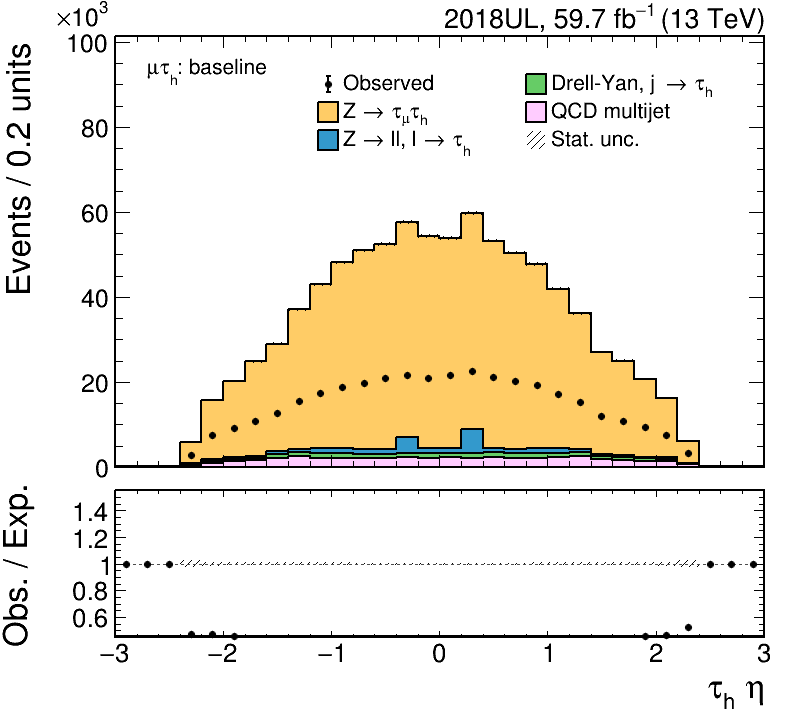 ×10³
2018UL, 59.7 fb⁻¹ (13 TeV)
Events / 0.2 units
100
80
60
40
20
0
μτₕ: baseline
Observed
Z → τμτₕ
Z → ll, l → τₕ
Drell-Yan, j → τₕ
QCD multijet
Stat. unc.
Obs. / Exp.
1.4
1.2
1
0.8
0.6
−3 −2 −1 0 1 2 3
τₕ η